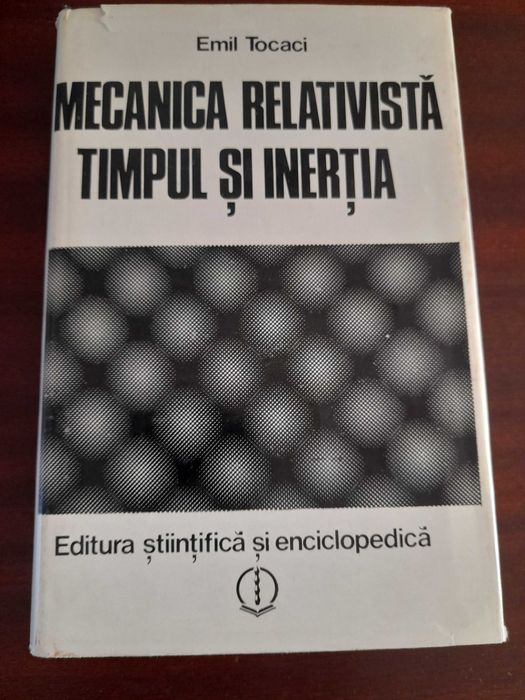 Emil Tocaci
MECANICA RELATIVISTĂ
TIMPUL ȘI INERȚIA
Editura științifică și enciclopedică